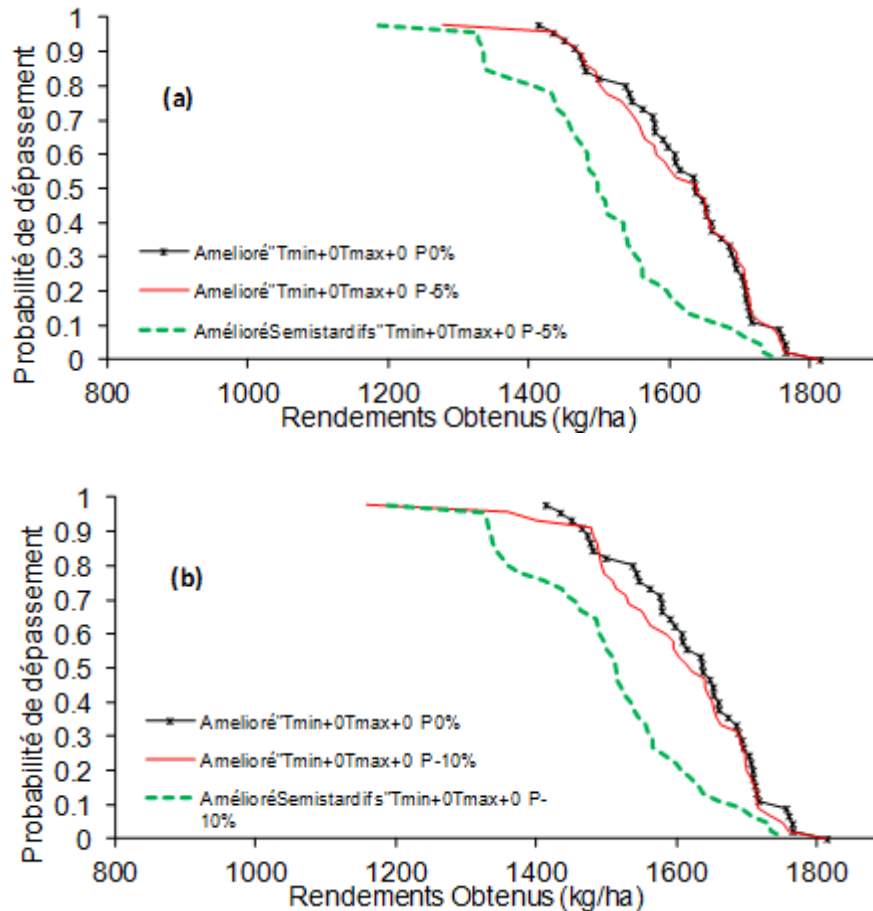 Probabilité de dépassement
1
0.9
0.8
0.7
0.6
0.5
0.4
0.3
0.2
0.1
0
(a)
Amelioré"Tmin+0Tmax+0 P0%
Amelioré"Tmin+0Tmax+0 P-5%
AmélioréSemistardifs"Tmin+0Tmax+0 P-5%
800 1000 1200 1400 1600 1800
Rendements Obtenus (kg/ha)
Probabilité de dépassement
1
0.9
0.8
0.7
0.6
0.5
0.4
0.3
0.2
0.1
0
(b)
Amelioré"Tmin+0Tmax+0 P0%
Amelioré"Tmin+0Tmax+0 P-10%
AmélioréSemistardifs"Tmin+0Tmax+0 P-
10%
800 1000 1200 1400 1600 1800
Rendements Obtenus (kg/ha)